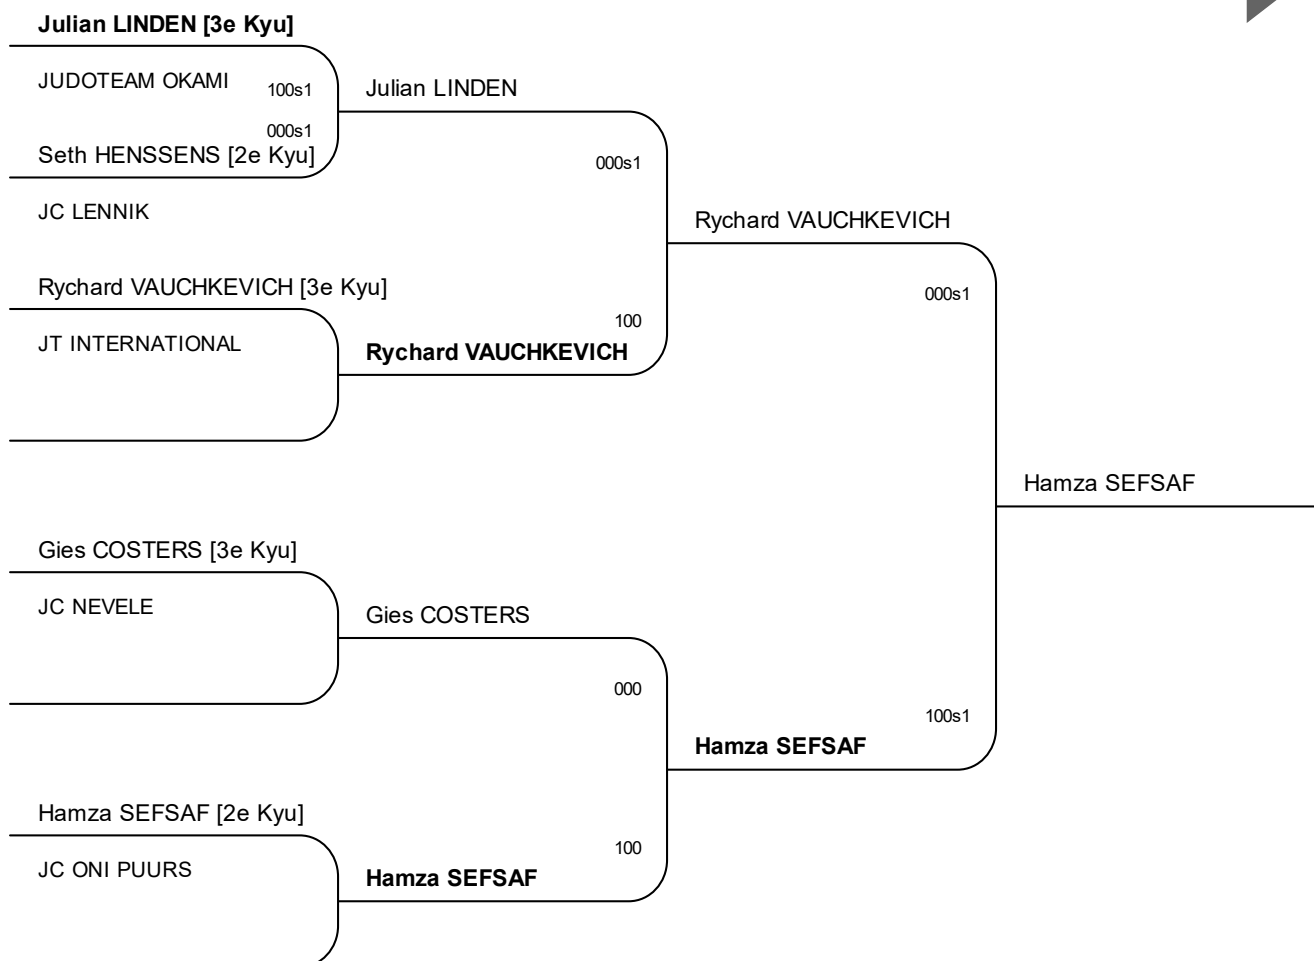 Julian LINDEN [3e Kyu]
JUDOTEAM OKAMI
100s1
Julian LINDEN
000s1
Seth HENSSENS [2e Kyu]
000s1
JC LENNIK
Rychard VAUCHKEVICH
Rychard VAUCHKEVICH [3e Kyu]
000s1
100
JT INTERNATIONAL
Rychard VAUCHKEVICH
Hamza SEFSAF
Gies COSTERS [3e Kyu]
JC NEVELE
Gies COSTERS
000
100s1
Hamza SEFSAF
Hamza SEFSAF [2e Kyu]
100
JC ONI PUURS
Hamza SEFSAF